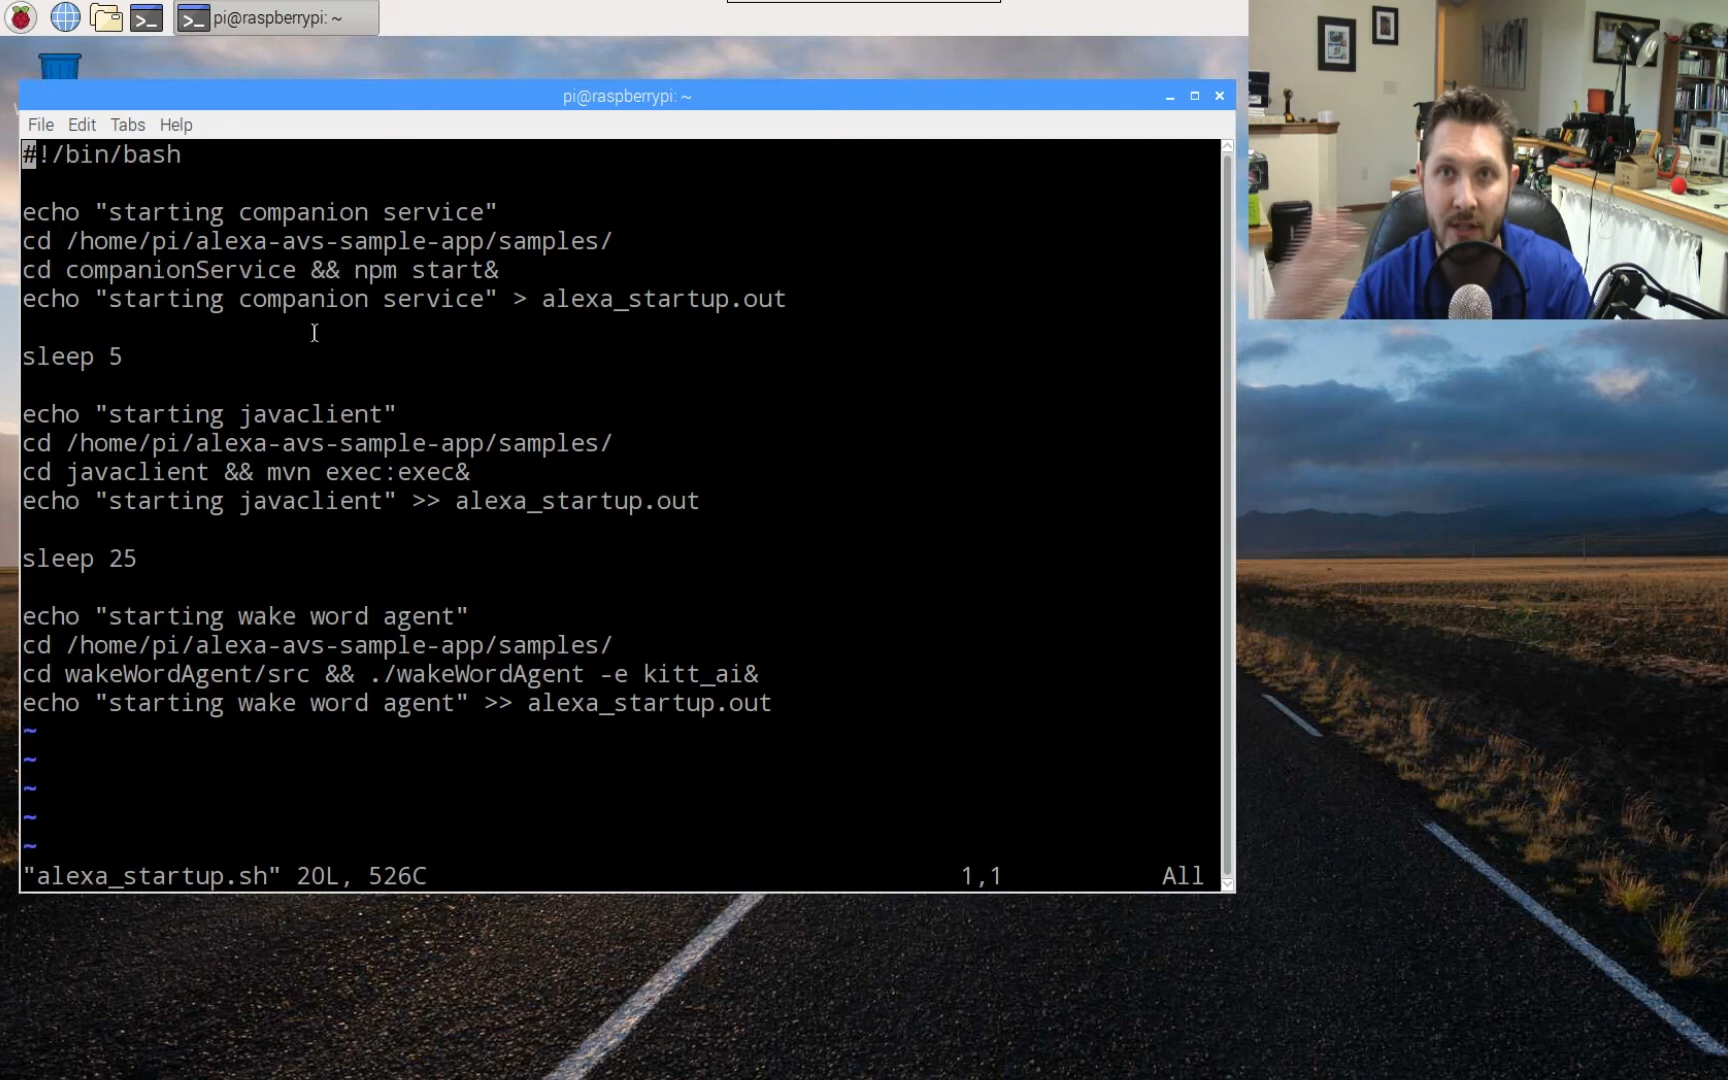 pi@raspberrypi: ~
pi@raspberrypi: ~
File Edit Tabs Help
#!/bin/bash
echo "starting companion service"
cd /home/pi/alexa-avs-sample-app/samples/
cd companionService && npm start&
echo "starting companion service" > alexa_startup.out
sleep 5
echo "starting javaclient"
cd /home/pi/alexa-avs-sample-app/samples/
cd javaclient && mvn exec:exec&
echo "starting javaclient" >> alexa_startup.out
sleep 25
echo "starting wake word agent"
cd /home/pi/alexa-avs-sample-app/samples/
cd wakeWordAgent/src && ./wakeWordAgent -e kitt_ai&
echo "starting wake word agent" >> alexa_startup.out
~
~
~
~
~
"alexa_startup.sh" 20L, 526C 1,1 All